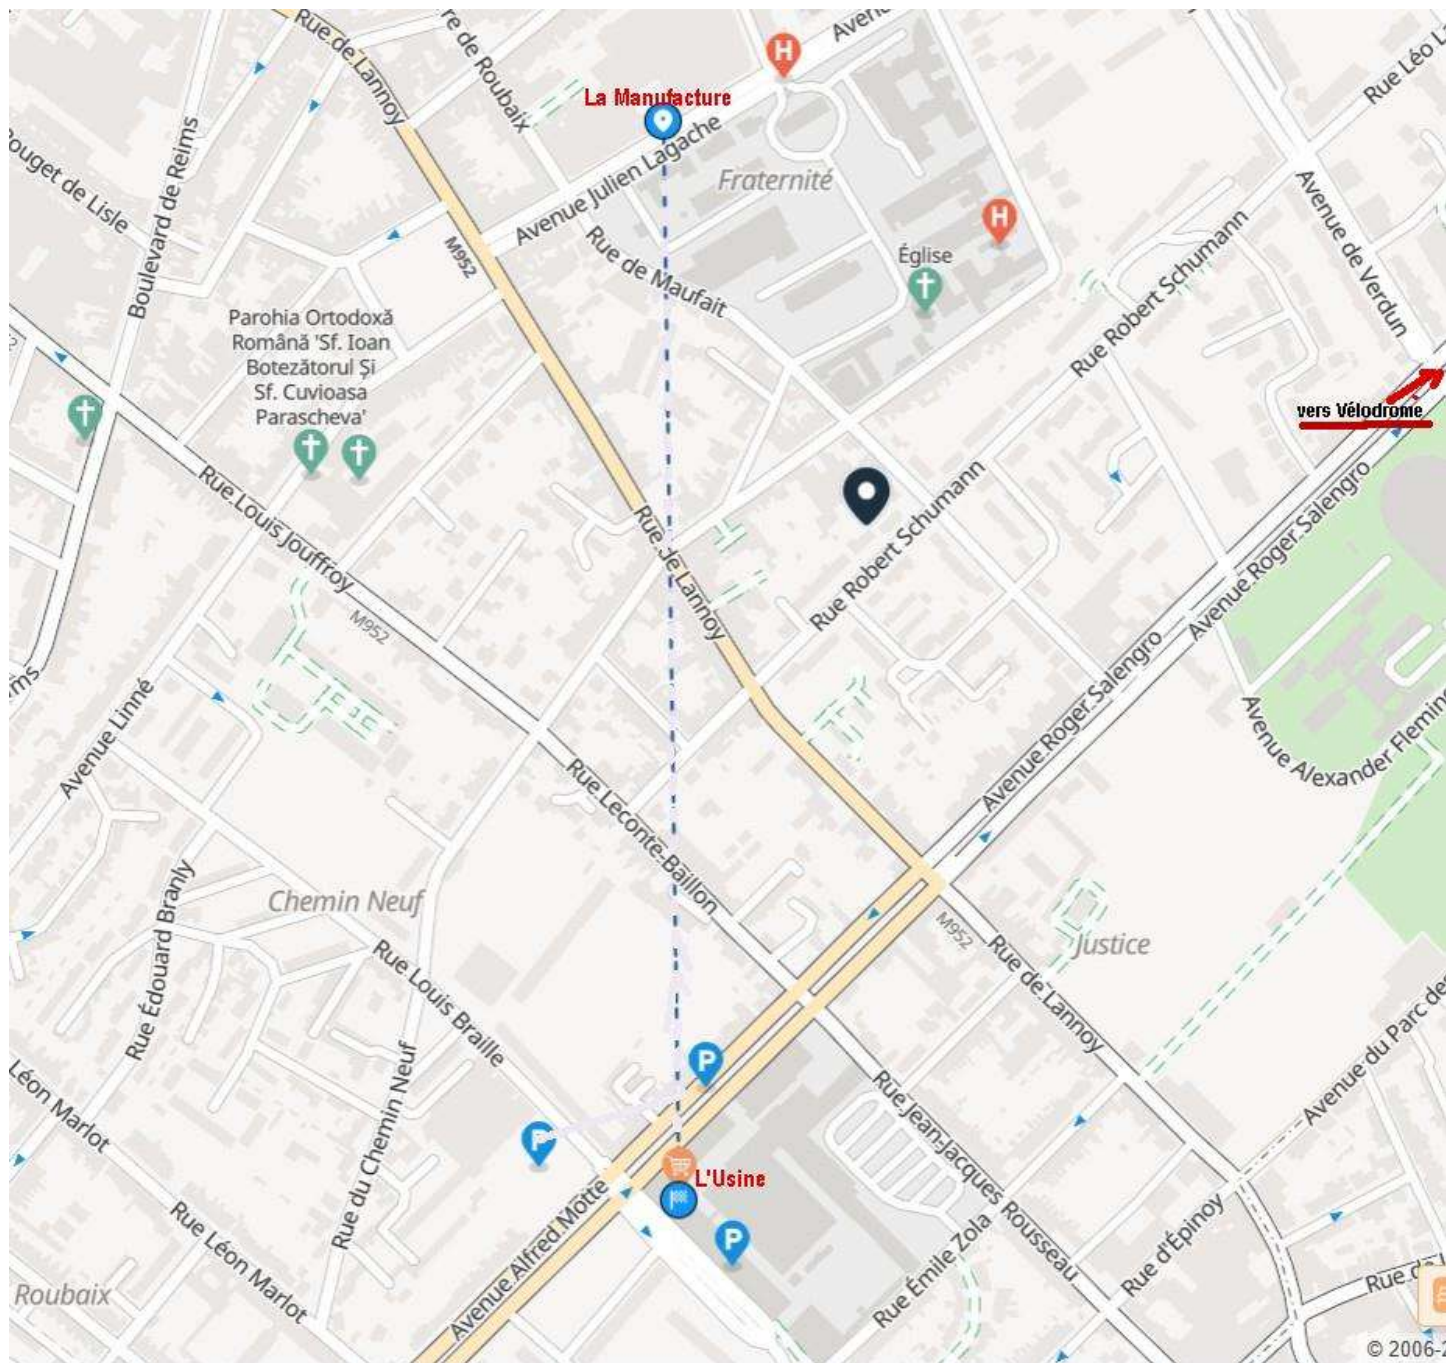 Rue de Lannoy
re de Roubaix
Avenu
Rue Léo L
La Manufacture
Avenue Julien Lagache
Fraternité
Boulevard de Reims
ouget de Lisle
M952
Rue de Maufait
Église
Avenue de Verdun
Rue Robert Schumann
Parohia Ortodoxă
Română 'Sf. Ioan
Botezătorul Și
Sf. Cuvioasa
Parascheva'
vers Vélodrome
Rue Louis Jouffroy
M952
Rue de Lannoy
Rue Robert Schumann
Avenue Roger Salengro
Avenue Roger Salengro
Avenue Linné
Rue Leconte-Baillon
Avenue Alexander Fleming
Chemin Neuf
Rue Édouard Branly
Rue Louis Braille
M952
Justice
Rue de Lannoy
Avenue du Parc des
Léon Marlot
Rue du Chemin Neuf
P
P
Rue Jean-Jacques Rousseau
L'Usine
P
Avenue Alfred Motte
Rue Léon Marlot
Rue Émile Zola
Rue d'Épinoy
Roubaix
Rue de
© 2006-2
H
H